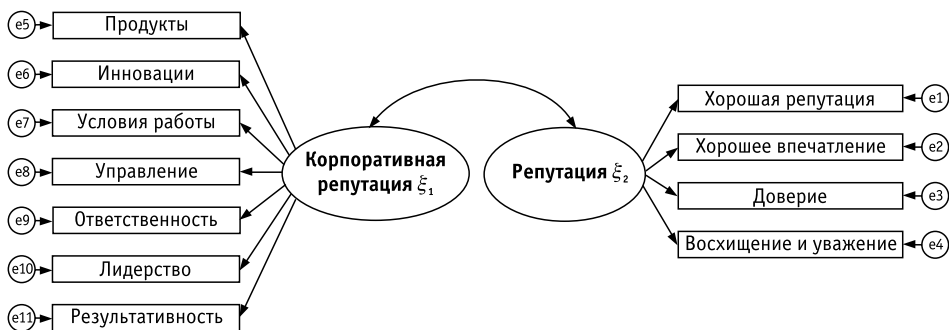 e5 Продукты
e6 Инновации
e7 Условия работы
e8 Управление
e9 Ответственность
e10 Лидерство
e11 Результативность
Корпоративная
репутация ξ₁
Репутация ξ₂
Хорошая репутация e1
Хорошее впечатление e2
Доверие e3
Восхищение и уважение e4